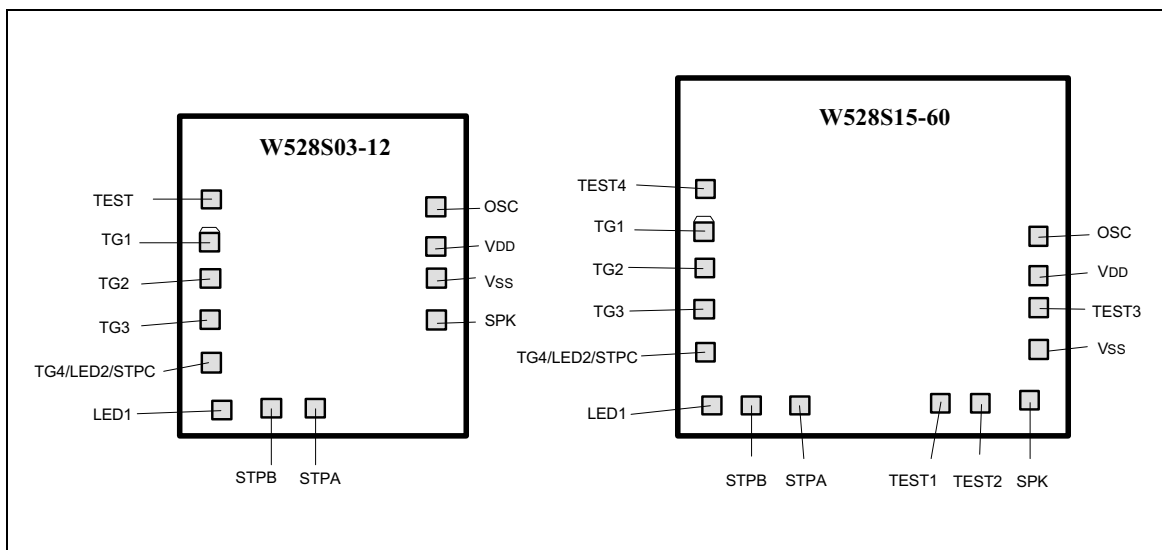 W528S03-12
TEST
TG1
TG2
TG3
TG4/LED2/STPC
LED1
STPB
STPA
OSC
VDD
VSS
SPK
W528S15-60
TEST4
TG1
TG2
TG3
TG4/LED2/STPC
LED1
STPB
STPA
TEST1
TEST2
SPK
OSC
VDD
TEST3
VSS